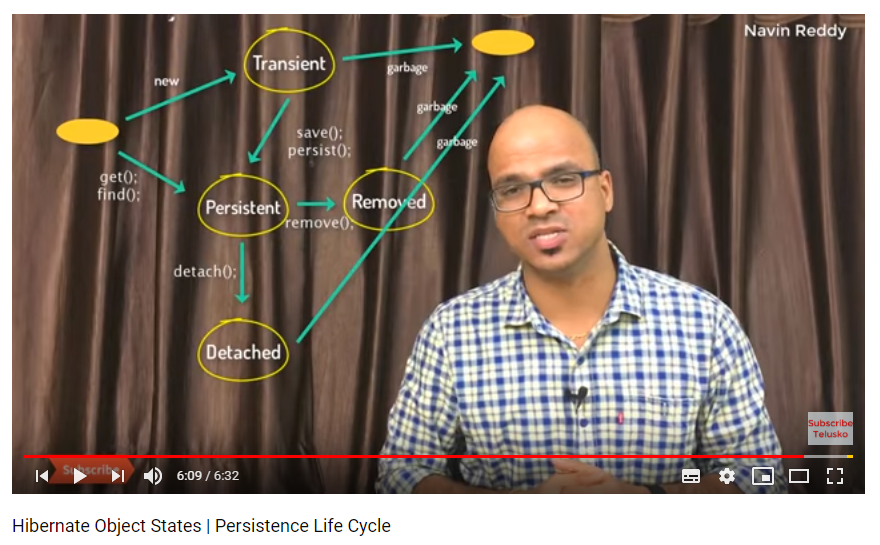 Navin Reddy
Transient
new
garbage
garbage
garbage
save();
persist();
get();
find();
Persistent
Removed
remove();
detach();
Detached
Subscribe
Telusko
Subscribe
6:09 / 6:32
Hibernate Object States | Persistence Life Cycle